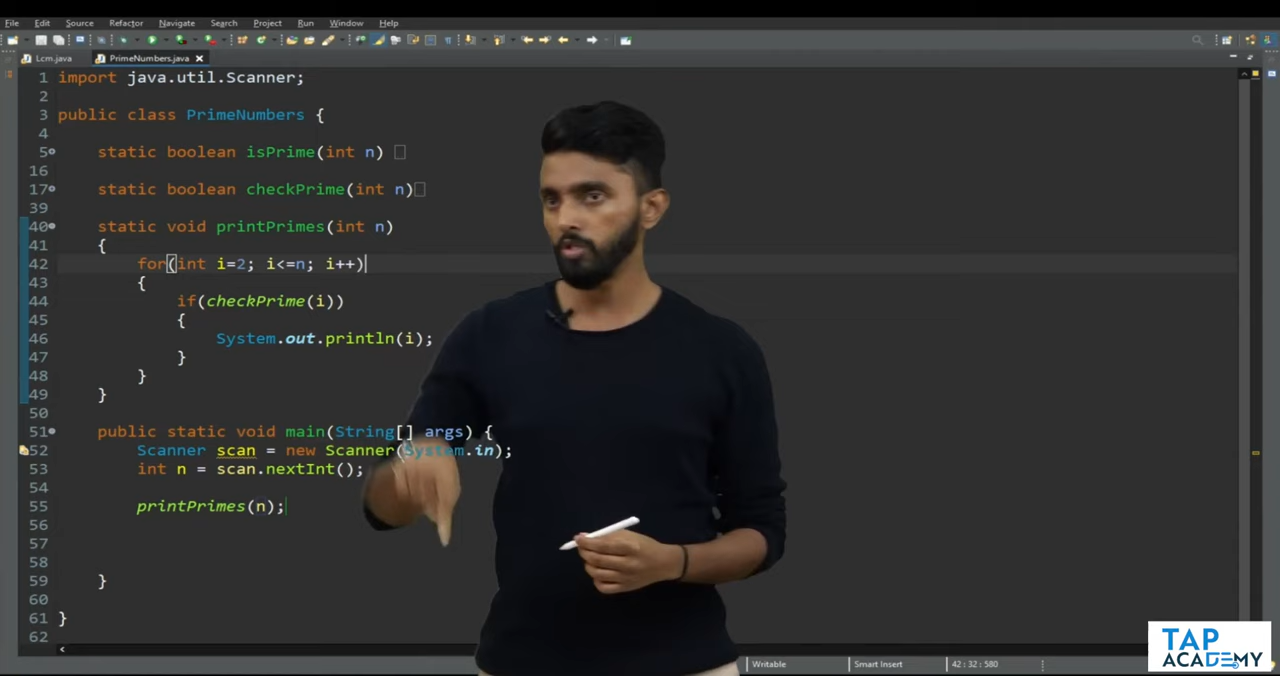 File Edit Source Refactor Navigate Search Project Run Window Help
Lcm.java PrimeNumbers.java
1 import java.util.Scanner;
2
3 public class PrimeNumbers {
4
5 static boolean isPrime(int n)
16
17 static boolean checkPrime(int n)
39
40 static void printPrimes(int n)
41 {
42 for(int i=2; i<=n; i++)
43 {
44 if(checkPrime(i))
45 {
46 System.out.println(i);
47 }
48 }
49 }
50
51 public static void main(String[] args) {
52 Scanner scan = new Scanner(System.in);
53 int n = scan.nextInt();
54
55 printPrimes(n);
56
57
58
59 }
60
61 }
62
Writable Smart Insert 42 : 32 : 580
TAP
ACADEMY